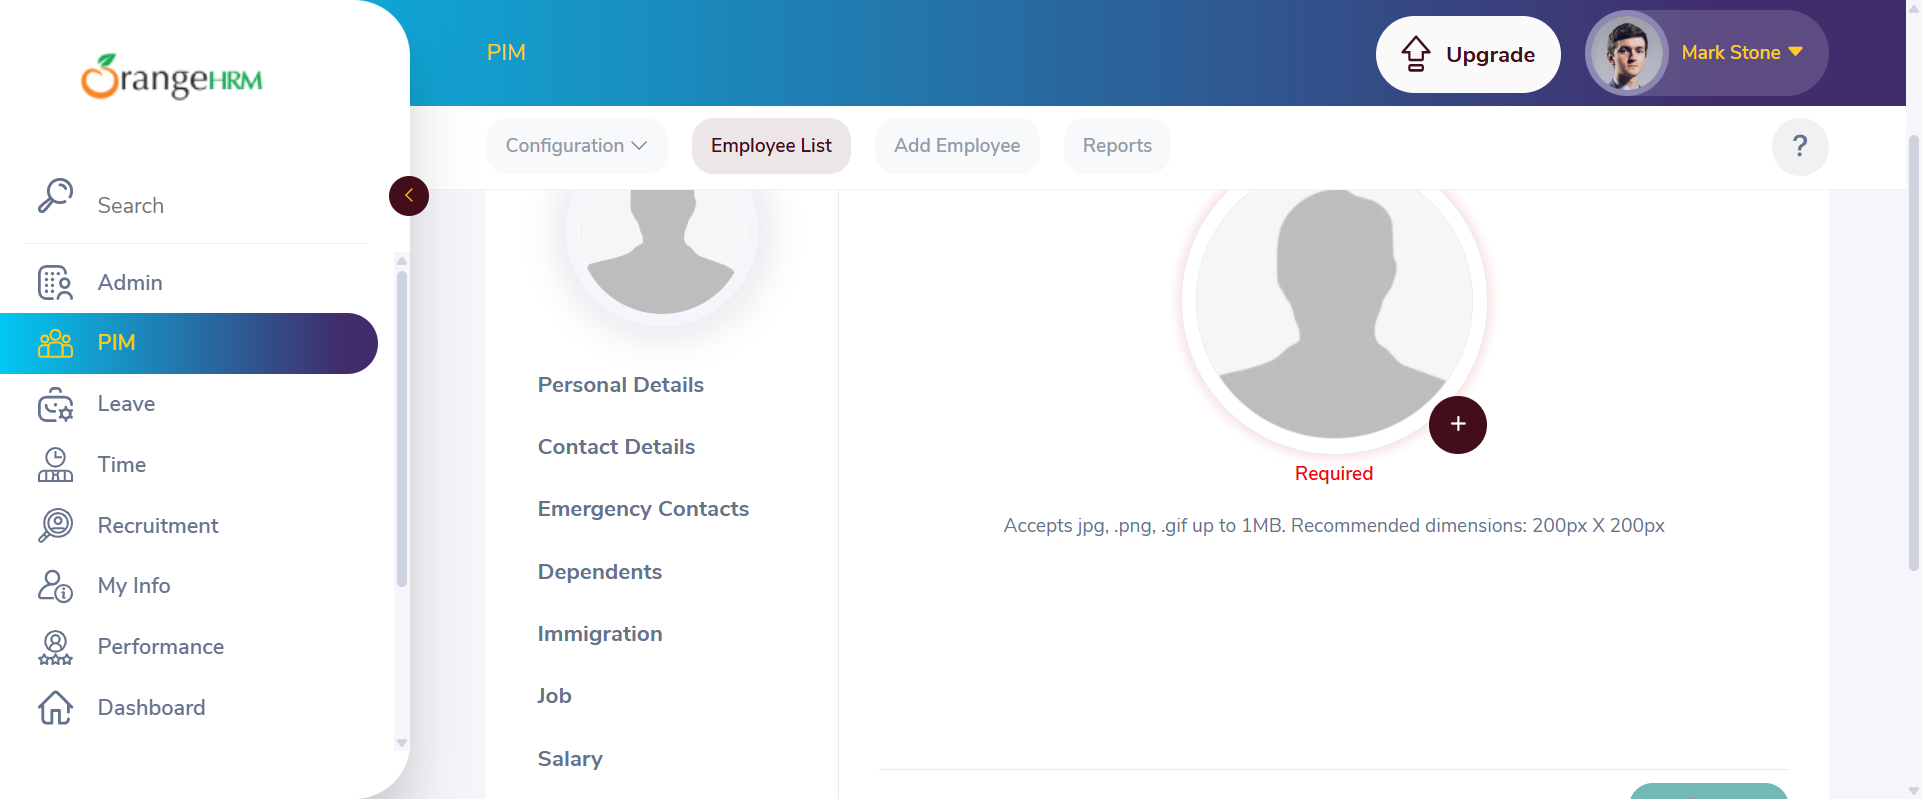 OrangeHRM
Search
Admin
PIM
Leave
Time
Recruitment
My Info
Performance
Dashboard
PIM
Upgrade
Mark Stone
Configuration
Employee List
Add Employee
Reports
?
Personal Details
Contact Details
Emergency Contacts
Dependents
Immigration
Job
Salary
+
Required
Accepts jpg, .png, .gif up to 1MB. Recommended dimensions: 200px X 200px